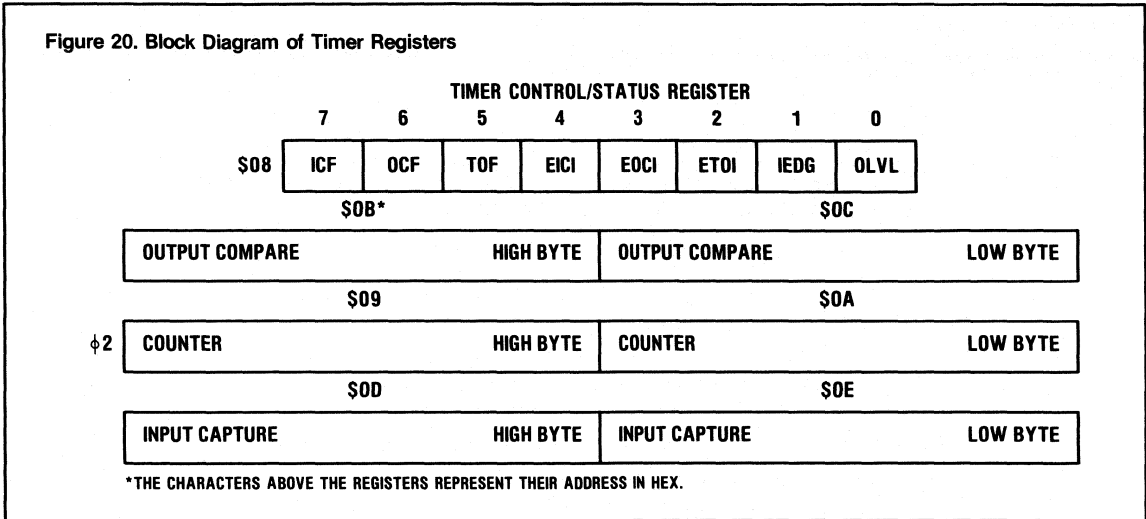 Figure 20. Block Diagram of Timer Registers
TIMER CONTROL/STATUS REGISTER
7 6 5 4 3 2 1 0
$08 ICF OCF TOF EICI EOCI ETOI IEDG OLVL
$0B* $0C
OUTPUT COMPARE HIGH BYTE OUTPUT COMPARE LOW BYTE
$09 $0A
ϕ2 COUNTER HIGH BYTE COUNTER LOW BYTE
$0D $0E
INPUT CAPTURE HIGH BYTE INPUT CAPTURE LOW BYTE
*THE CHARACTERS ABOVE THE REGISTERS REPRESENT THEIR ADDRESS IN HEX.